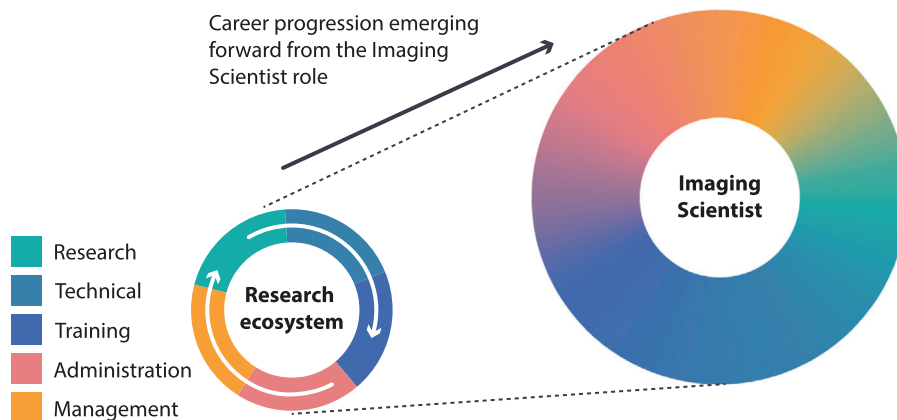 Career progression emerging
forward from the Imaging
Scientist role
Imaging
Scientist
Research
Technical
Training
Administration
Management
Research
ecosystem